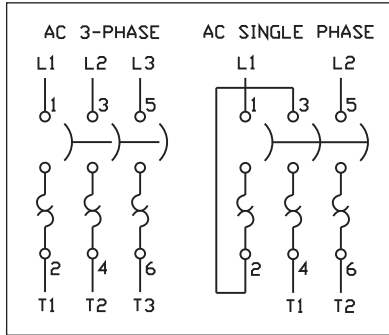 AC 3-PHASE AC SINGLE PHASE
L1 L2 L3 L1 L2
1 3 5 1 3 5
2 4 6 2 4 6
T1 T2 T3 T1 T2